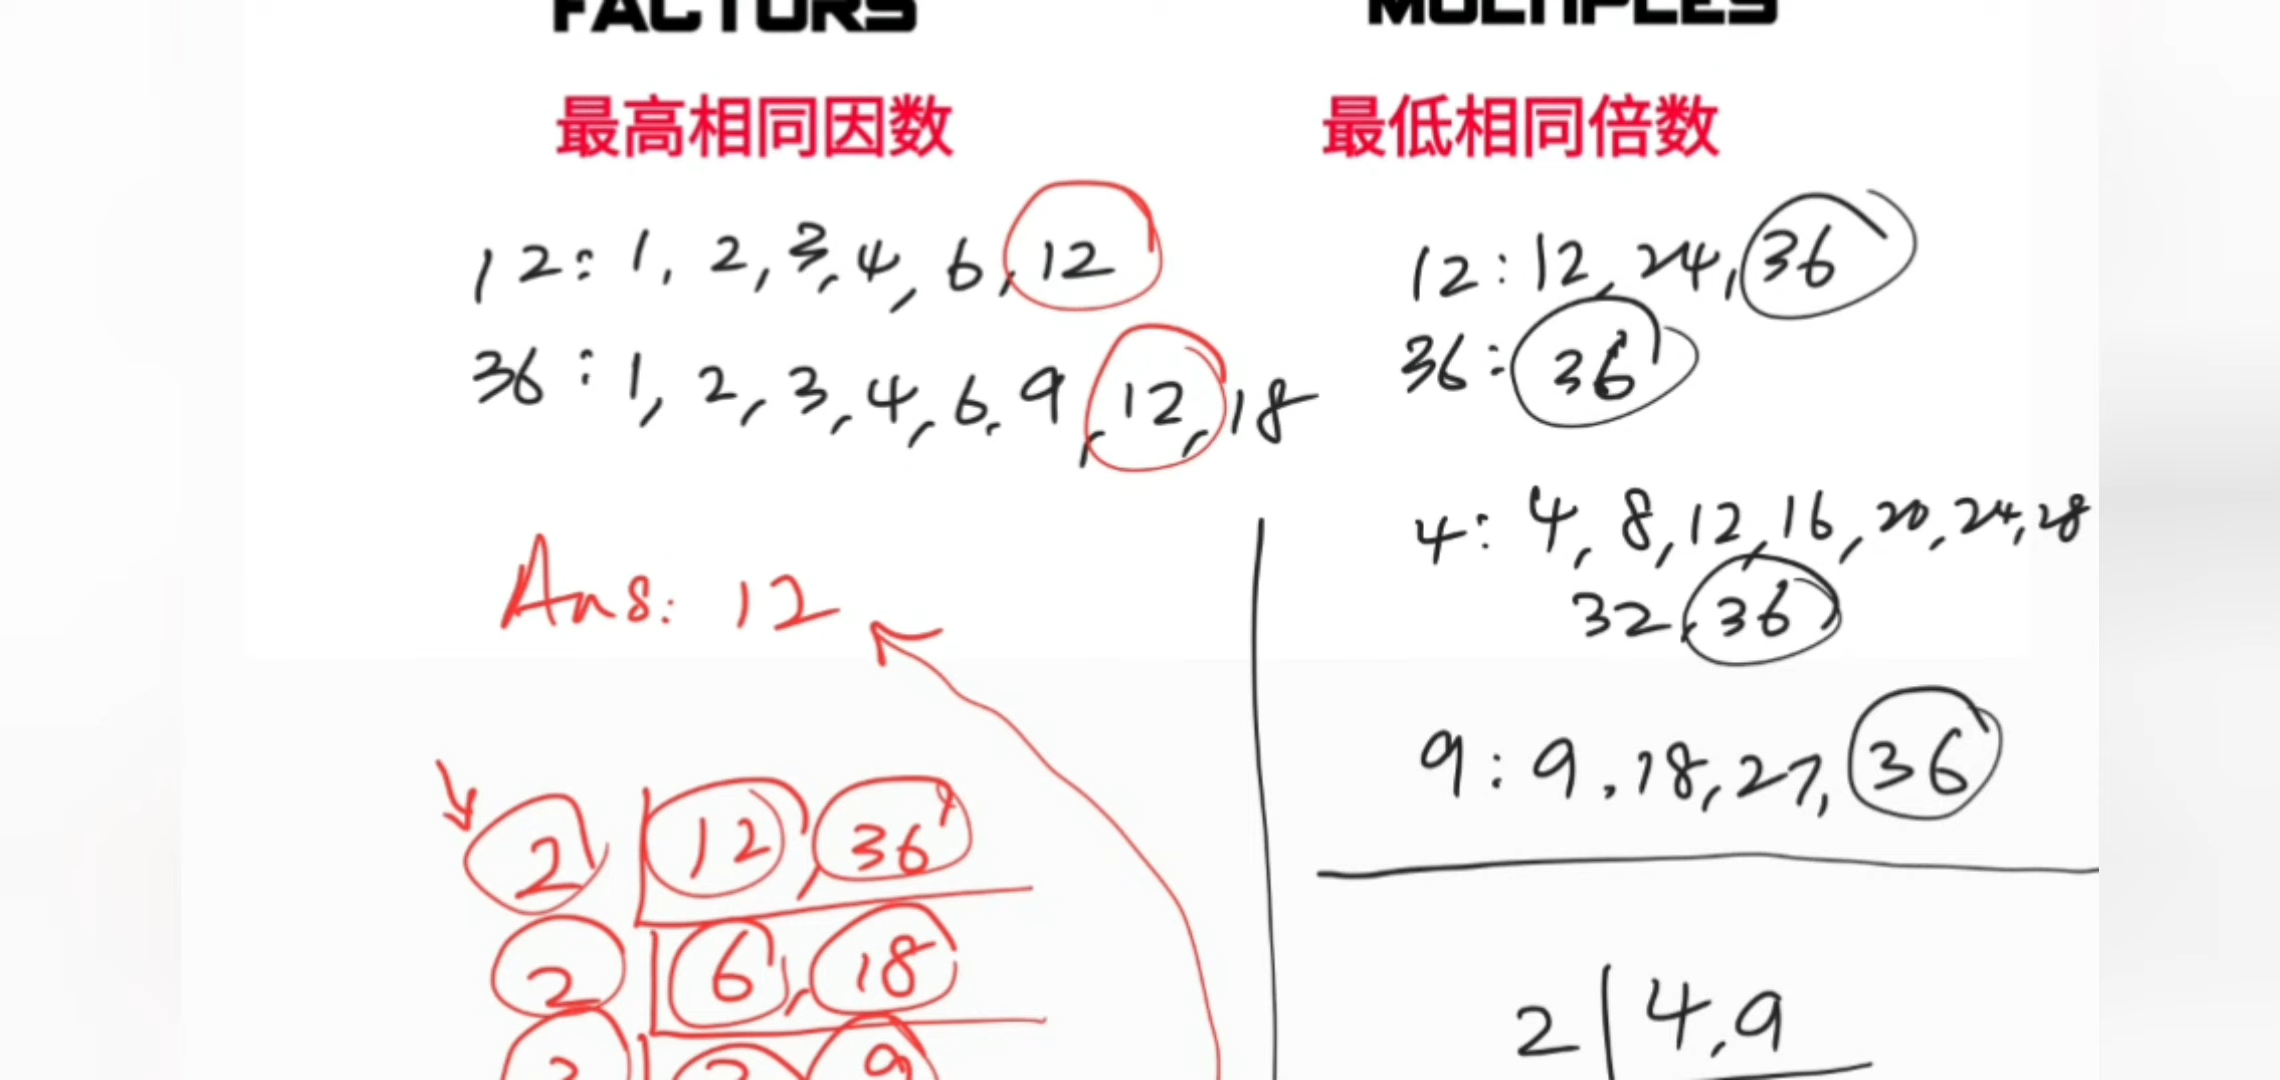 FACTORS
最高相同因数
12: 1, 2, 3, 4, 6, 12
36: 1, 2, 3, 4, 6. 9, 12, 18
Ans: 12
2 12, 36
2 6, 18
9
MULTIPLES
最低相同倍数
12: 12, 24, 36
36: 36
4: 4, 8, 12, 16, 20, 24, 28
32, 36
9: 9. 18, 27, 36
2 4, 9